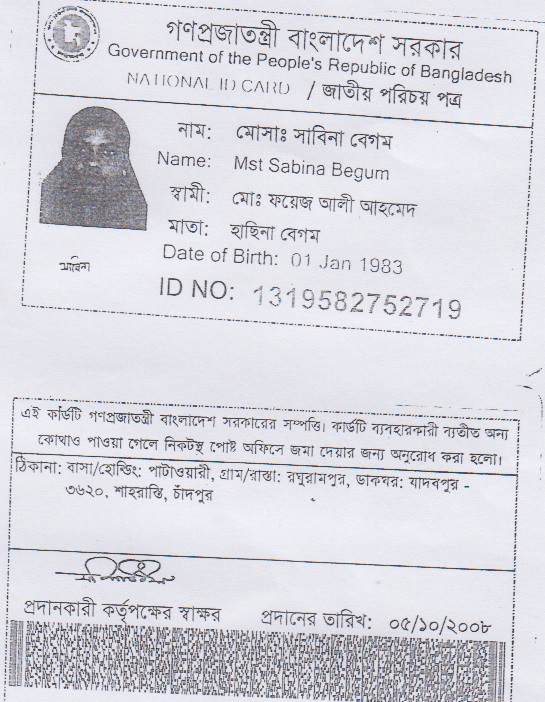 গণপ্রজাতন্ত্রী বাংলাদেশ সরকার
Government of the People's Republic of Bangladesh
NATIONAL ID CARD / জাতীয় পরিচয় পত্র
নাম: মোসাঃ সাবিনা বেগম
Name: Mst Sabina Begum
স্বামী: মোঃ ফয়েজ আলী আহমেদ
মাতা: হাছিনা বেগম
Date of Birth: 01 Jan 1983
সাবিনা
ID NO: 1319582752719
এই কার্ডটি গণপ্রজাতন্ত্রী বাংলাদেশ সরকারের সম্পত্তি। কার্ডটি ব্যবহারকারী ব্যতীত অন্য
কোথাও পাওয়া গেলে নিকটস্থ পোষ্ট অফিসে জমা দেয়ার জন্য অনুরোধ করা হলো।
ঠিকানা: বাসা/হোল্ডিং: পাটাওয়ারী, গ্রাম/রাস্তা: রঘুরামপুর, ডাকঘর: যাদবপুর -
৩৬২০, শাহরাস্তি, চাঁদপুর
প্রদানকারী কর্তৃপক্ষের স্বাক্ষর প্রদানের তারিখ: ০৫/১০/২০০৮